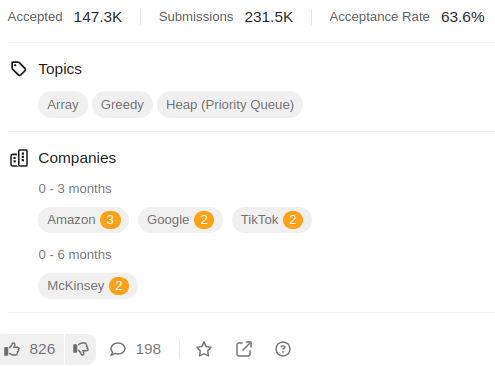 Accepted 147.3K Submissions 231.5K Acceptance Rate 63.6%
Topics
Array Greedy Heap (Priority Queue)
Companies
0 - 3 months
Amazon 3 Google 2 TikTok 2
0 - 6 months
McKinsey 2
826 198